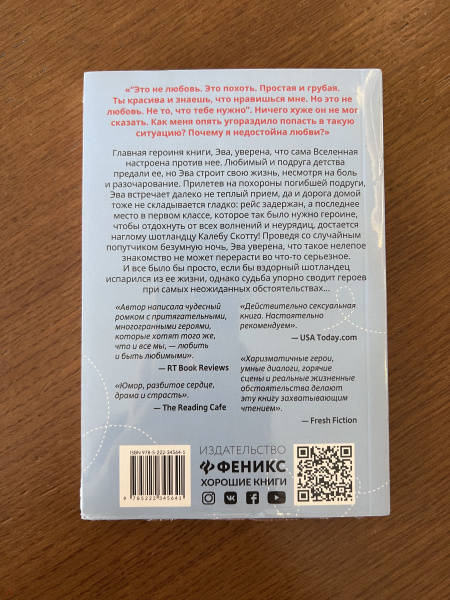 «“Это не любовь. Это похоть. Простая и грубая.
Ты красива и знаешь, что нравишься мне. Но это не
любовь. Не то, что тебе нужно”. Ничего хуже он не мог
сказать. Как меня опять угораздило попасть в такую
ситуацию? Почему я недостойна любви?»
Главная героиня книги, Эва, уверена, что сама Вселенная
настроена против нее. Любимый и подруга детства
предали ее, но Эва строит свою жизнь, несмотря на боль
и разочарование. Прилетев на похороны погибшей подруги,
Эва встречает далеко не теплый прием, да и дорога домой
тоже не складывается гладко: рейс задержан, а последнее
место в первом классе, которое так было нужно героине,
чтобы отдохнуть от всех волнений и неурядиц, достается
наглому шотландцу Калебу Скотту! Проведя со случайным
попутчиком безумную ночь, Эва уверена, что такое нелепое
знакомство не может перерасти во что-то серьезное.
И все было бы просто, если бы вздорный шотландец
испарился из ее жизни, однако судьба упорно сводит героев
при самых неожиданных обстоятельствах...
«Автор написала чудесный
ромком с притягательными,
многогранными героями,
которые хотят того же,
что и все мы, — любить
и быть любимыми».
— RT Book Reviews
«Юмор, разбитое сердце,
драма и страсть».
— The Reading Cafe
«Действительно сексуальная
книга. Настоятельно
рекомендуем».
— USA Today.com
«Харизматичные герои,
умные диалоги, горячие
сцены и реальные жизненные
обстоятельства делают
эту книгу захватывающим
чтением».
— Fresh Fiction
ISBN 978-5-222-34564-1
9 785222 345641
ИЗДАТЕЛЬСТВО
ФЕНИКС
ХОРОШИЕ КНИГИ